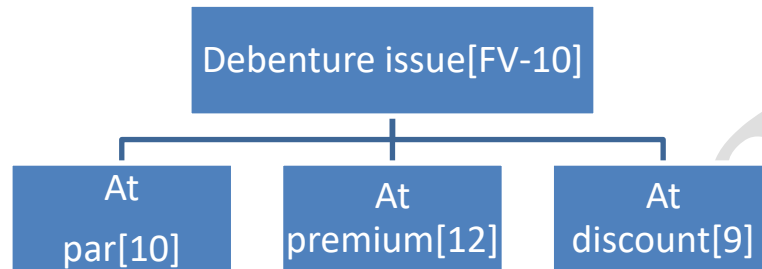 Debenture issue[FV-10]
At
par[10]
At
premium[12]
At
discount[9]